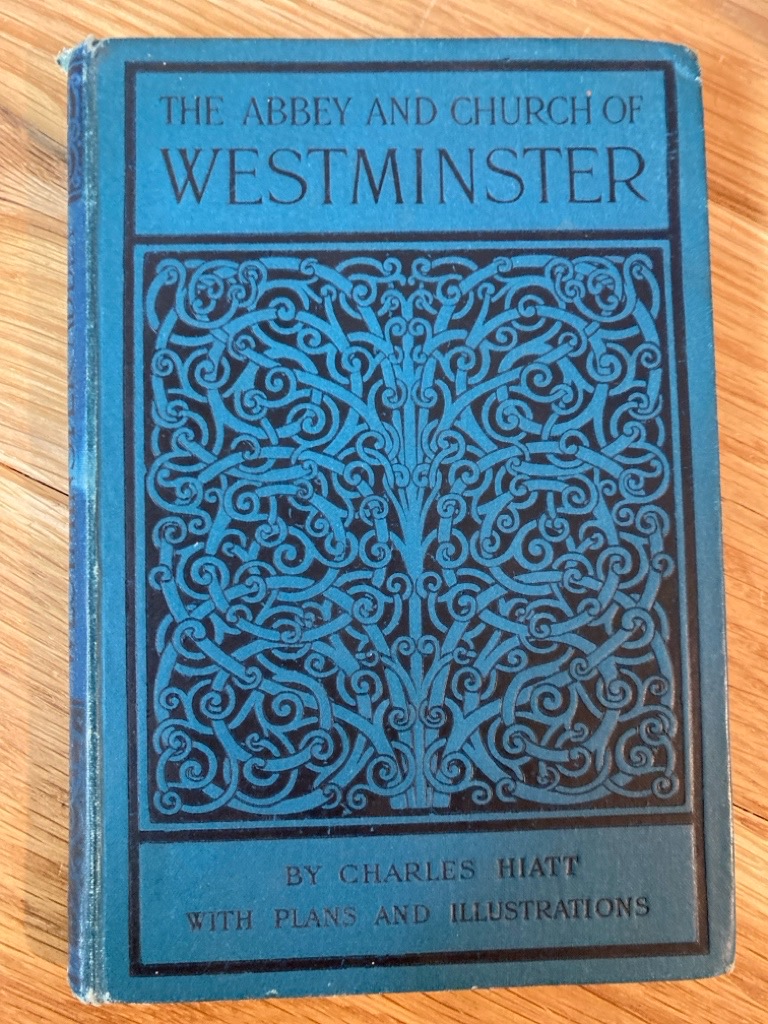 THE ABBEY AND CHURCH OF
WESTMINSTER
BY CHARLES HIATT
WITH PLANS AND ILLUSTRATIONS